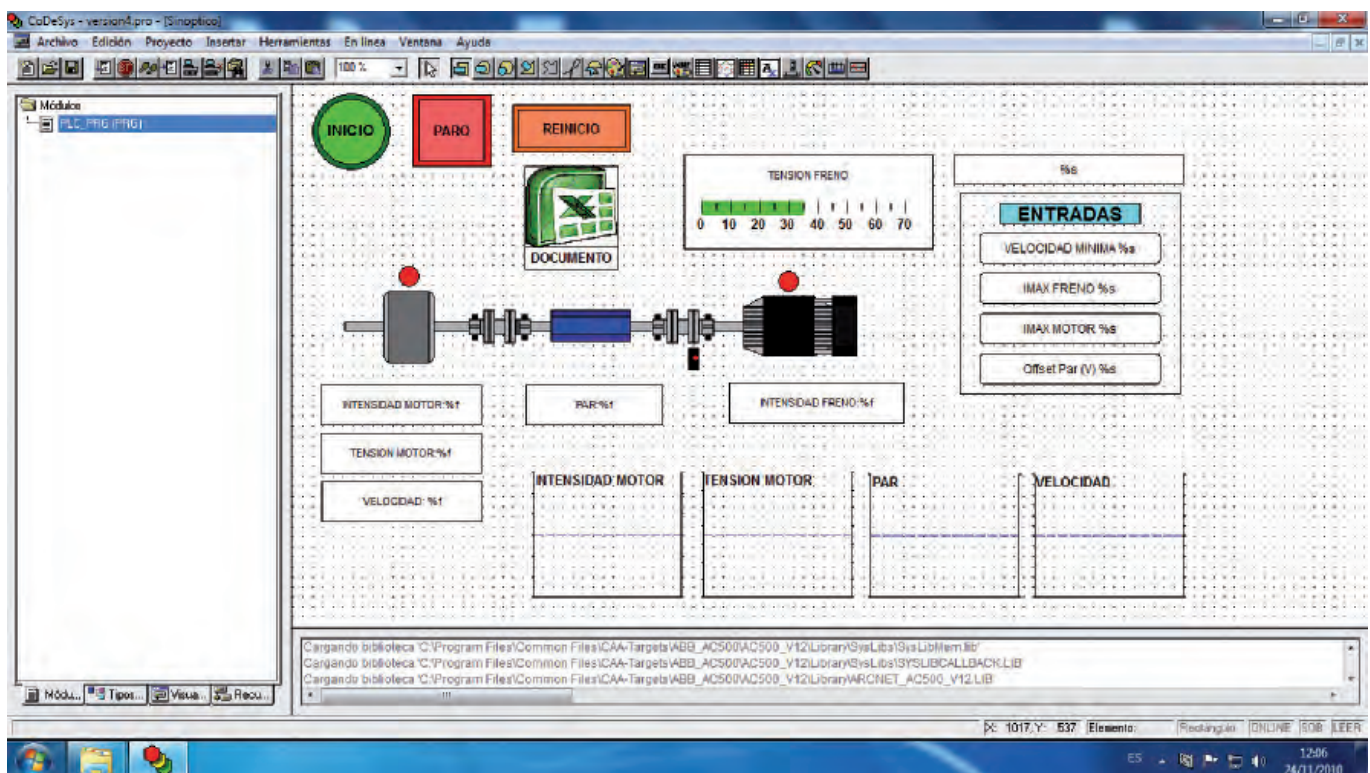 CoDeSys - version4.pro - [Sinoptico]
Archivo Edición Proyecto Insertar Herramientas En línea Ventana Ayuda
100 %
Módulos
PLC_PRG (PRG)
INICIO
PARO
REINICIO
DOCUMENTO
TENSION FRENO
0 10 20 30 40 50 60 70
%s
ENTRADAS
VELOCIDAD MINIMA %s
IMAX FRENO %s
IMAX MOTOR %s
Offset Par (V) %s
INTENSIDAD MOTOR:%f
PAR:%f
INTENSIDAD FRENO:%f
TENSION MOTOR:%f
VELOCIDAD: %f
INTENSIDAD MOTOR
TENSION MOTOR
PAR
VELOCIDAD
Cargando biblioteca 'C:\Program Files\Common Files\CAA-Targets\ABB_AC500\AC500_V12\Library\SysLibs\SysLibMem.lib'
Cargando biblioteca 'C:\Program Files\Common Files\CAA-Targets\ABB_AC500\AC500_V12\Library\SysLibs\SYSLIBCALLBACK.LIB'
Cargando biblioteca 'C:\Program Files\Common Files\CAA-Targets\ABB_AC500\AC500_V12\Library\ARCNET_AC500_V12.LIB'
Módu... Tipos... Visua... Recu...
X: 1017,Y: 537 Elemento: Rectángulo ONLINE SOB LEER
ES
12:06
24/11/2010